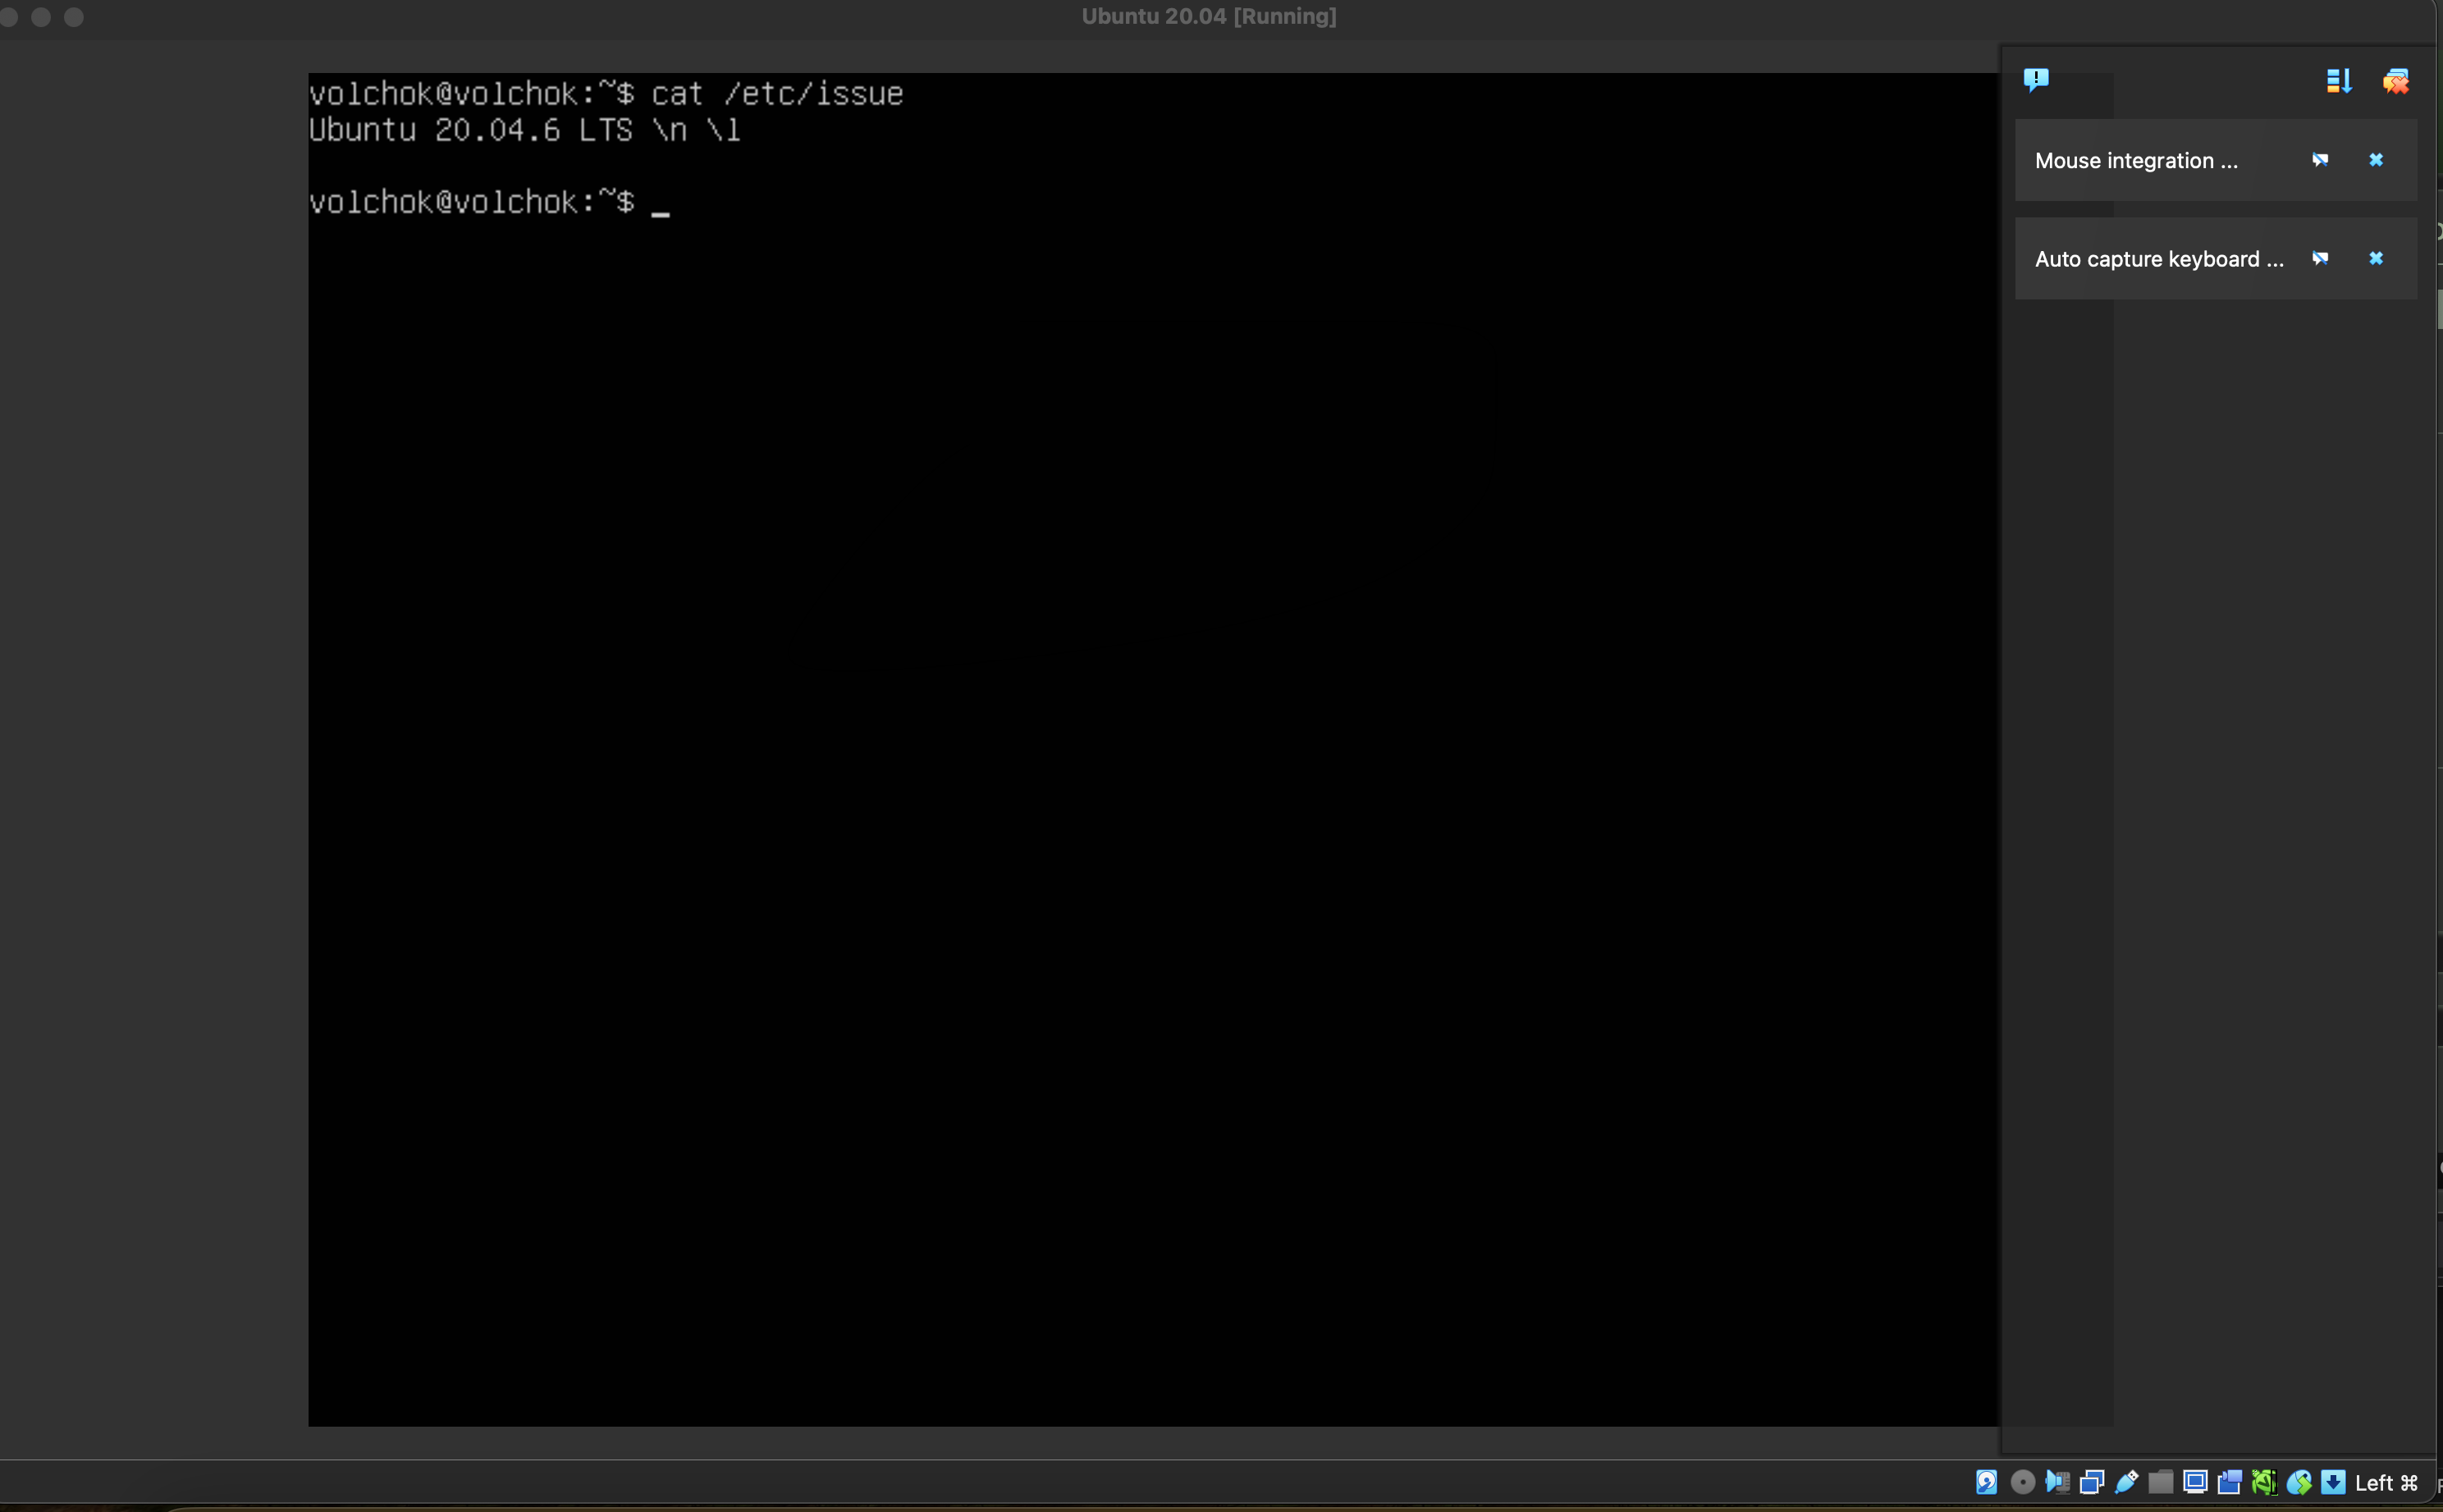 Ubuntu 20.04 [Running]
volchok@volchok:~$ cat /etc/issue
Ubuntu 20.04.6 LTS \n \l
volchok@volchok:~$ _
Mouse integration ...
Auto capture keyboard ...
Left ⌘